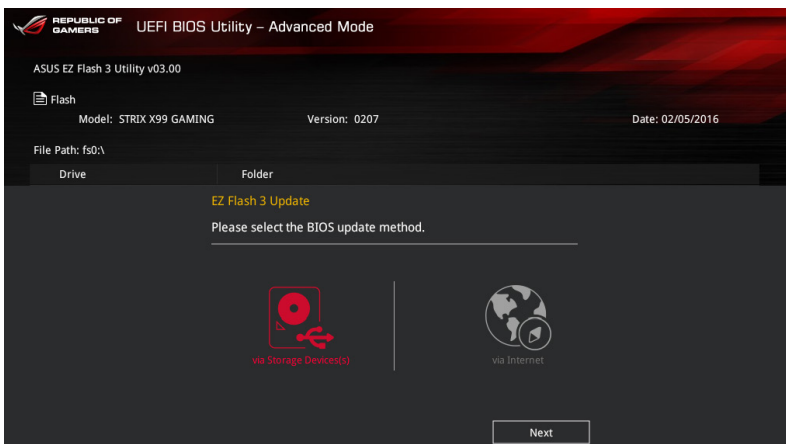 REPUBLIC OF
GAMERS
UEFI BIOS Utility – Advanced Mode
ASUS EZ Flash 3 Utility v03.00
Flash
Model: STRIX X99 GAMING Version: 0207 Date: 02/05/2016
File Path: fs0:\
Drive Folder
EZ Flash 3 Update
Please select the BIOS update method.
via Storage Devices(s) via Internet
Next